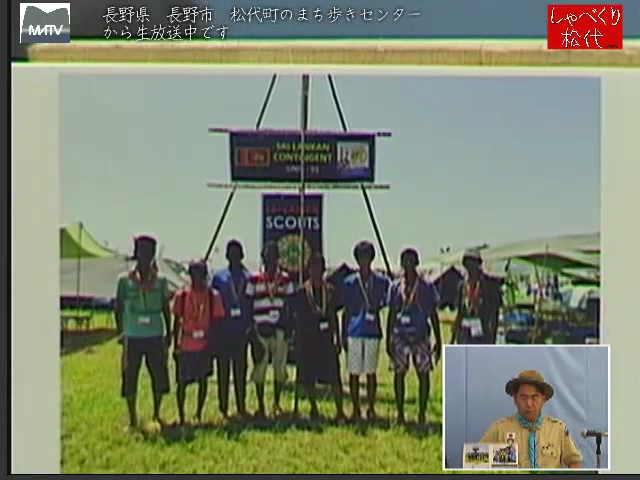 MATV
長野県　長野市　松代町のまち歩きセンター
から生放送中です
しゃべくり
松代
SRI LANKAN
CONTINGENT
SCOUTS